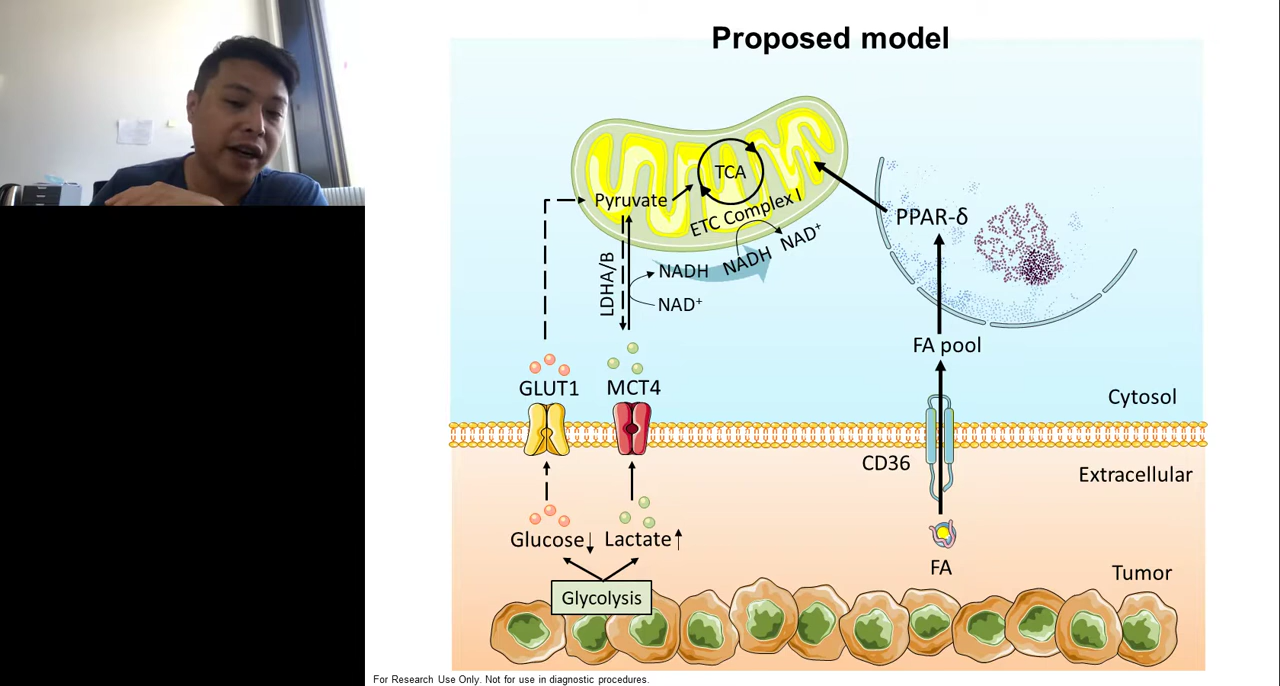 Proposed model
TCA
Pyruvate
ETC Complex I
PPAR-δ
NADH
NAD⁺
LDHA/B
NADH
NAD⁺
FA pool
GLUT1
MCT4
Cytosol
CD36
Extracellular
Glucose↓
Lactate↑
FA
Tumor
Glycolysis
For Research Use Only. Not for use in diagnostic procedures.